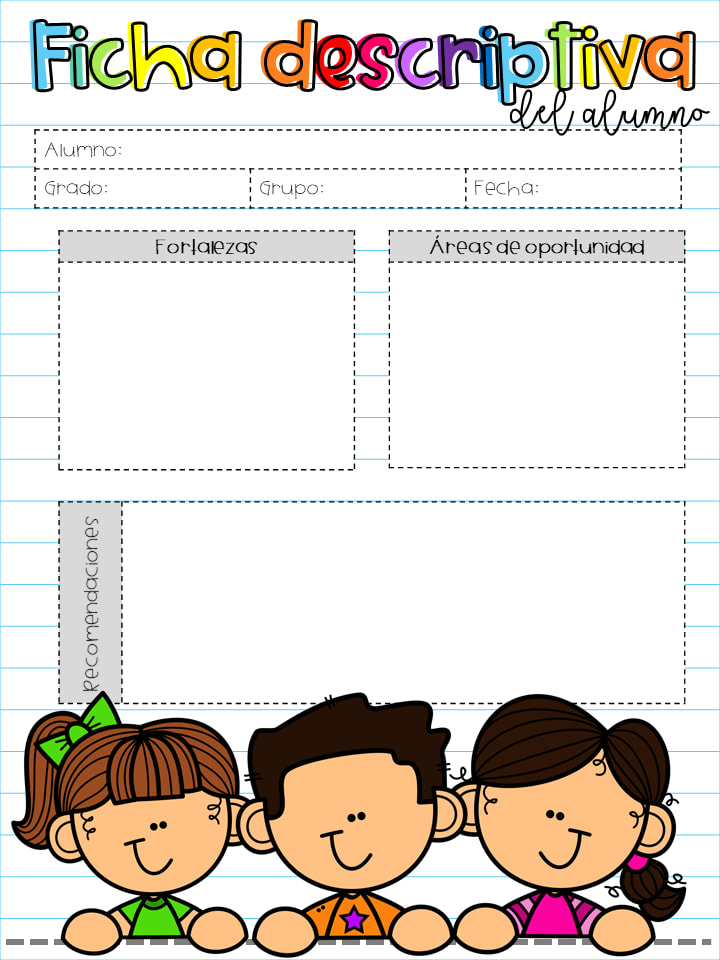 Ficha descriptiva
del alumno
Alumno:
Grado: Grupo: Fecha:
Fortalezas Áreas de oportunidad
Recomendaciones